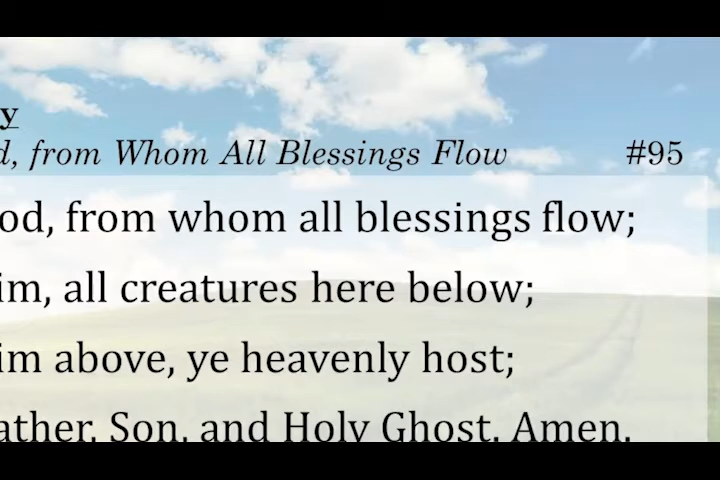 y
d, from Whom All Blessings Flow #95
od, from whom all blessings flow;
im, all creatures here below;
im above, ye heavenly host;
ather, Son, and Holy Ghost. Amen.